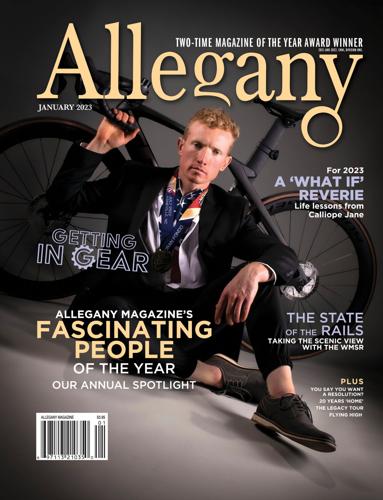 TWO-TIME MAGAZINE OF THE YEAR AWARD WINNER
Allegany
JANUARY 2023
For 2023
A 'WHAT IF'
REVERIE
Life lessons from
Calliope Jane
GETTING
IN GEAR
ALLEGANY MAGAZINE'S
FASCINATING
PEOPLE
OF THE YEAR
OUR ANNUAL SPOTLIGHT
THE STATE
OF THE RAILS
TAKING THE SCENIC VIEW
WITH THE WMSR
PLUS
YOU SAY YOU WANT
A RESOLUTION?
20 YEARS 'HOME'
THE LEGACY TOUR
FLYING HIGH
ALLEGANY MAGAZINE $5.95
01